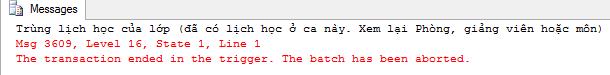 Messages
Trùng lịch học của lớp (đã có lịch học ở ca này. Xem lại Phòng, giảng viên hoặc môn)
Msg 3609, Level 16, State 1, Line 1
The transaction ended in the trigger. The batch has been aborted.